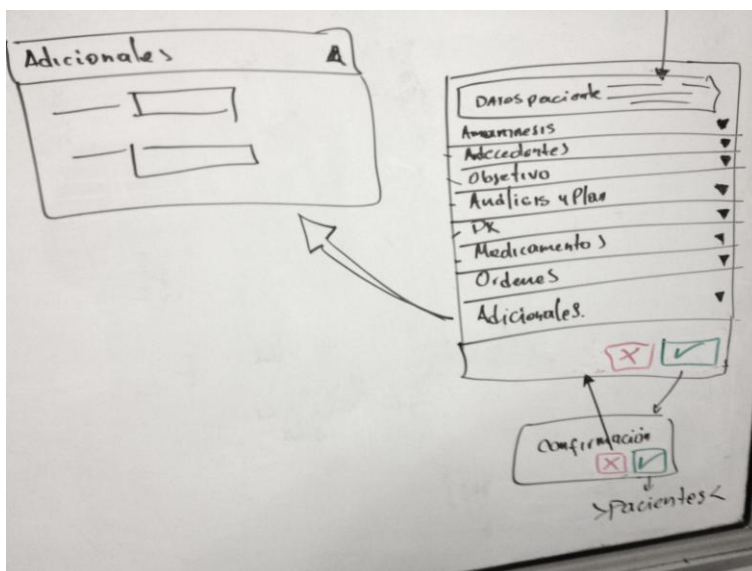 Adicionales
Datos paciente
Anamnesis
Antecedentes
Objetivo
Análisis y Plan
Dx
Medicamentos
Ordenes
Adicionales.
Confirmación
>Pacientes<